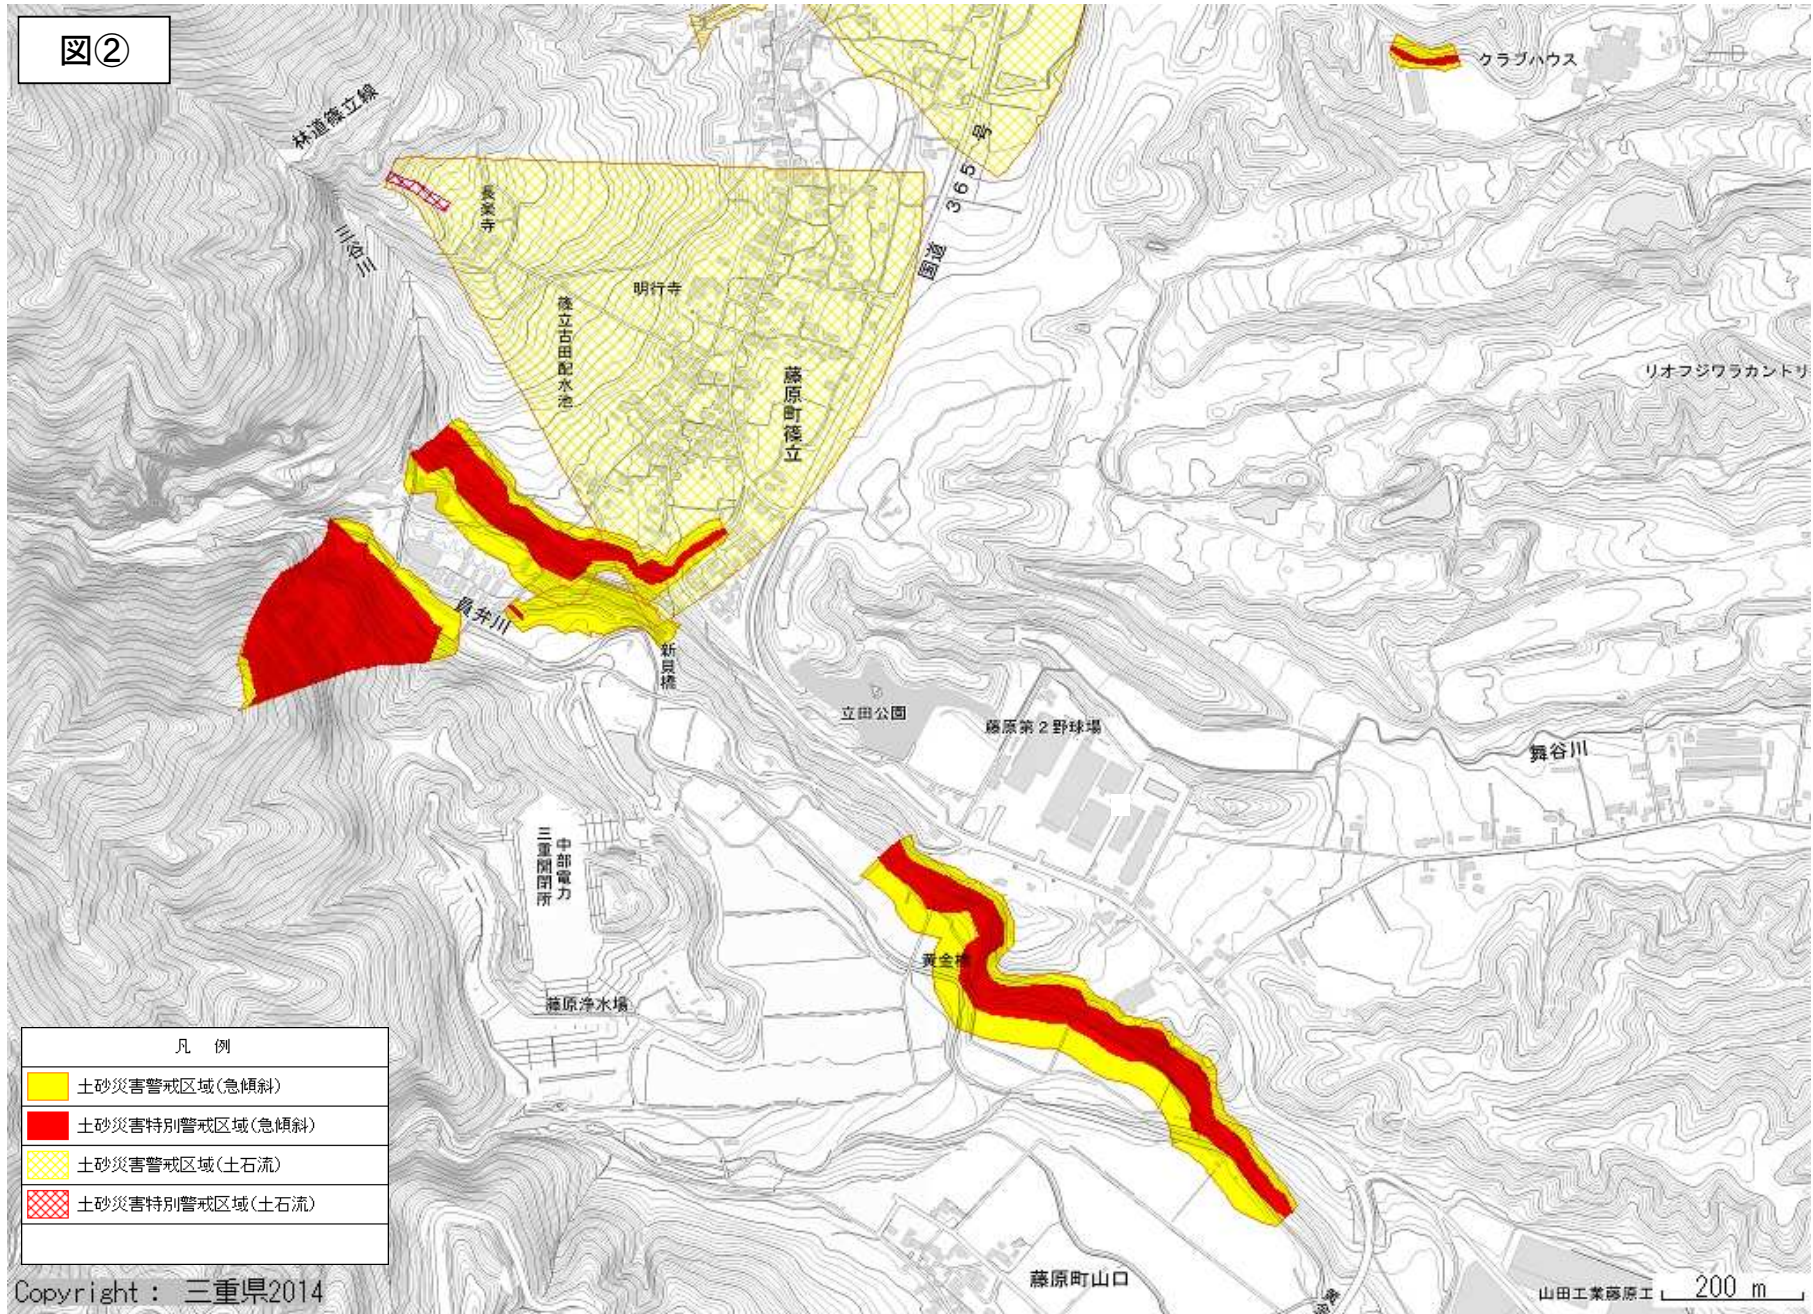 図②
林道篠立線
三谷川
長楽寺
篠立古田配水池
明行寺
藤原町篠立
国道 365 号
クラブハウス
リオフジワラカントリ
員弁川
新貝橋
立田公園
藤原第2野球場
舞谷川
中部電力
三重開閉所
藤原浄水場
黄金橋
凡 例
土砂災害警戒区域(急傾斜)
土砂災害特別警戒区域(急傾斜)
土砂災害警戒区域(土石流)
土砂災害特別警戒区域(土石流)
藤原町山口
山田工業藤原工
200 m
Copyright : 三重県2014